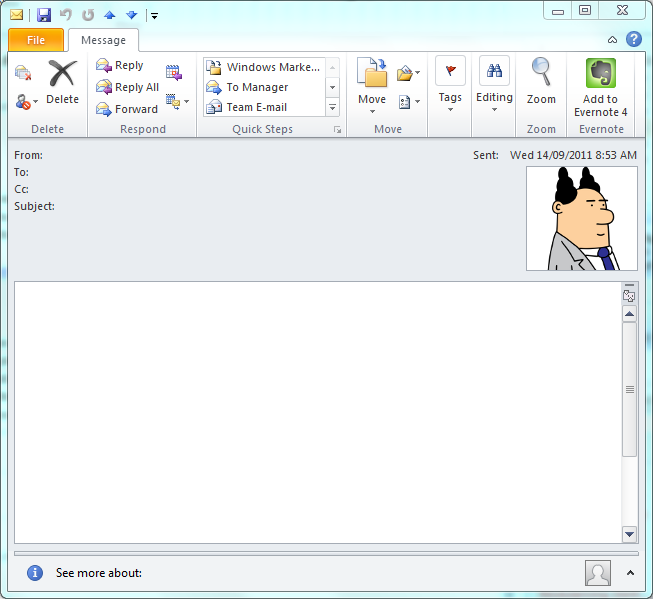 File Message
Reply Windows Marke...
Reply All To Manager
Delete Forward Team E-mail Move Tags Editing Zoom Add to
Evernote 4
Delete Respond Quick Steps Move Zoom Evernote
From: Sent: Wed 14/09/2011 8:53 AM
To:
Cc:
Subject:
See more about: